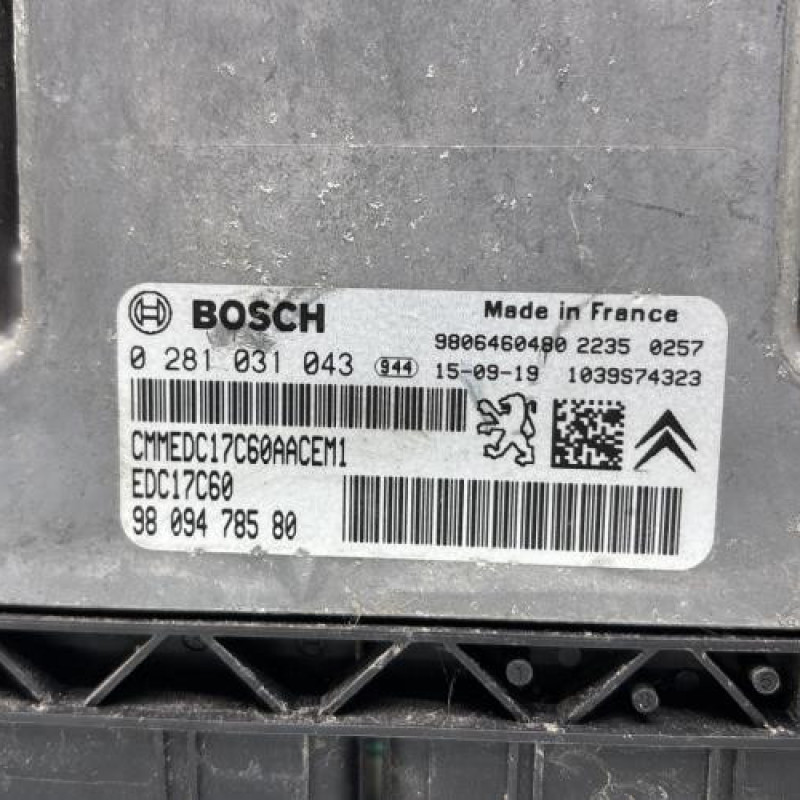 BOSCH
Made in France
9806460480 2235 0257
0 281 031 043 944 15-09-19 1039S74323
CMMEDC17C60AACEM1
EDC17C60
98 094 785 80